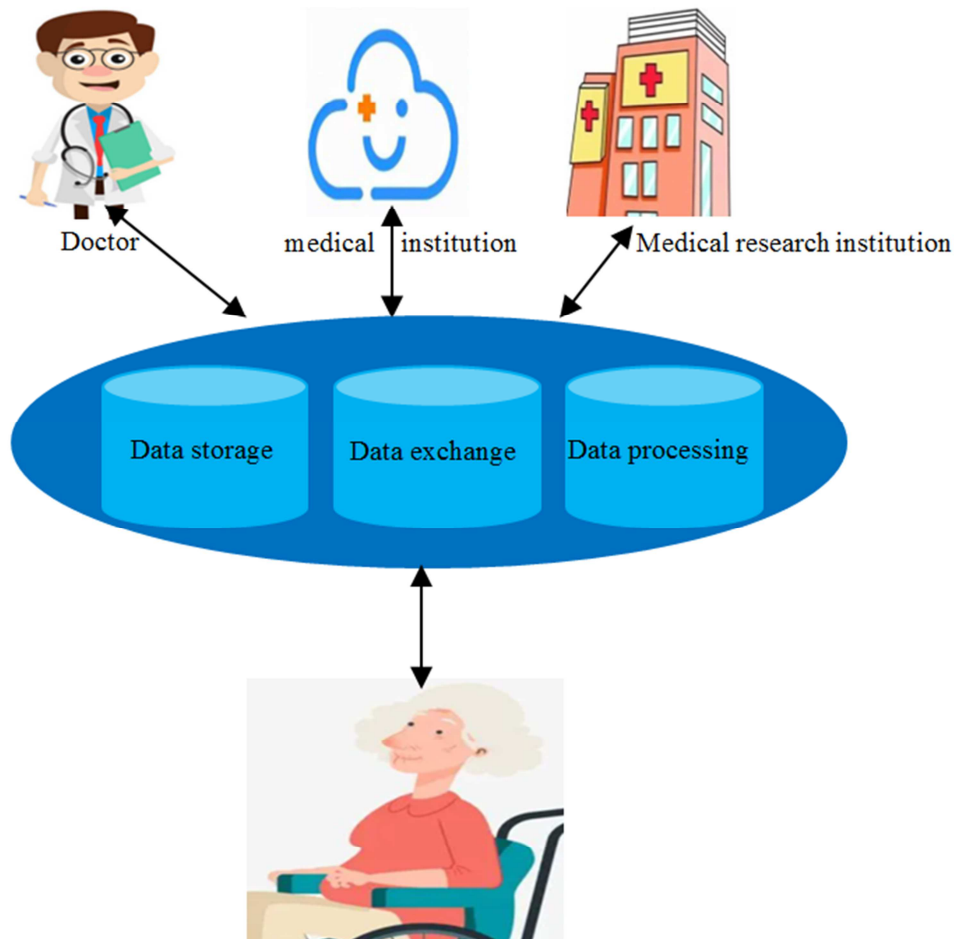 Doctor
medical institution
Medical research institution
Data storage
Data exchange
Data processing